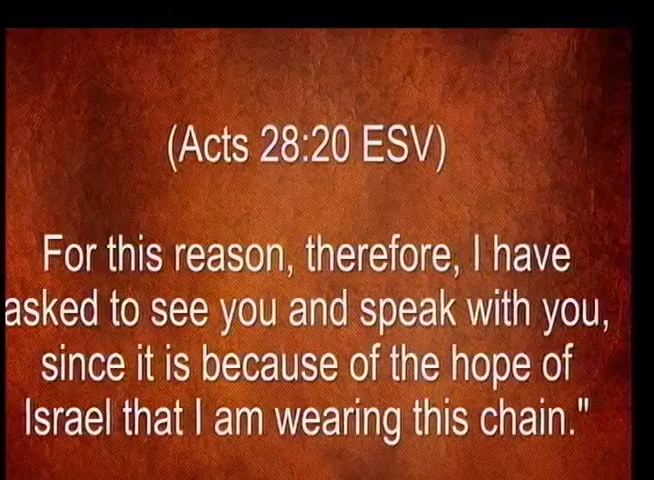 (Acts 28:20 ESV)
For this reason, therefore, I have
asked to see you and speak with you,
since it is because of the hope of
Israel that I am wearing this chain."